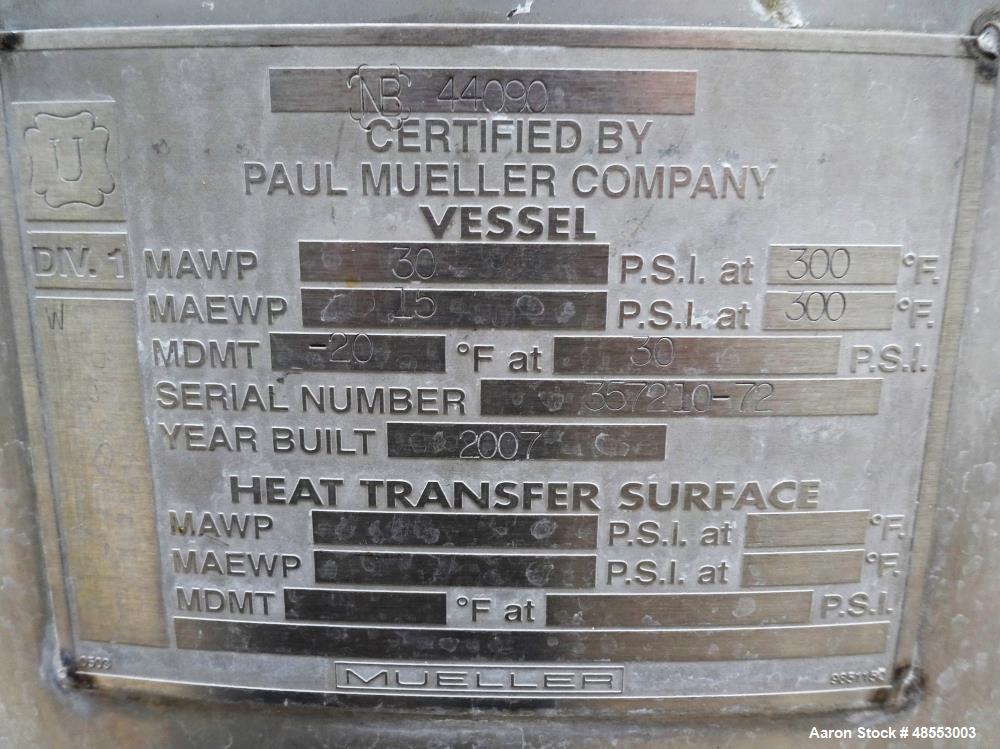 NB 44090
CERTIFIED BY
PAUL MUELLER COMPANY
U
VESSEL
DIV. 1
MAWP 30 P.S.I. at 300 °F.
W
MAEWP 15 P.S.I. at 300 °F.
MDMT -20 °F at 30 P.S.I.
SERIAL NUMBER 357210-72
YEAR BUILT 2007
HEAT TRANSFER SURFACE
MAWP P.S.I. at °F.
MAEWP P.S.I. at °F.
MDMT °F at P.S.I.
0503
MUELLER
Aaron Stock # 48553003